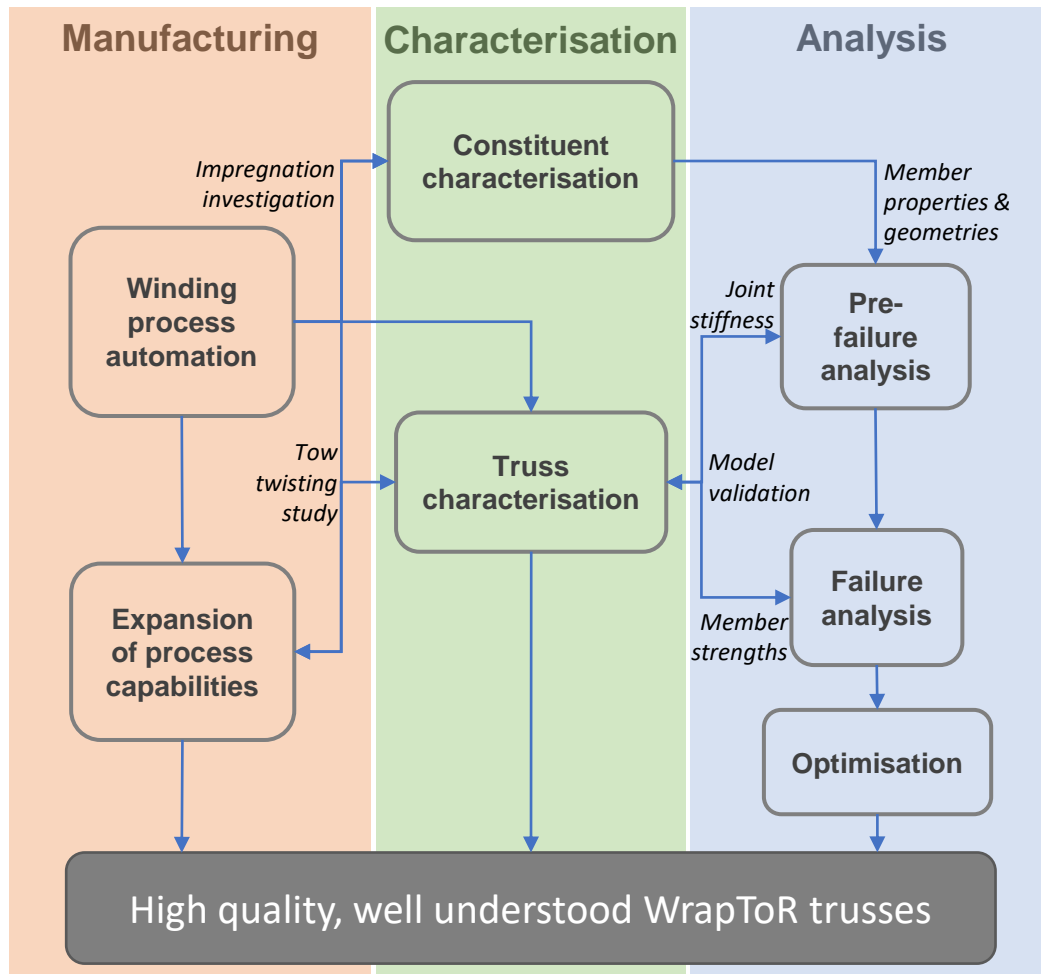 Manufacturing
Characterisation
Analysis
Constituent
characterisation
Impregnation
investigation
Member
properties &
geometries
Winding
process
automation
Joint
stiffness
Pre-
failure
analysis
Tow
twisting
study
Truss
characterisation
Model
validation
Expansion
of process
capabilities
Failure
analysis
Member
strengths
Optimisation
High quality, well understood WrapToR trusses